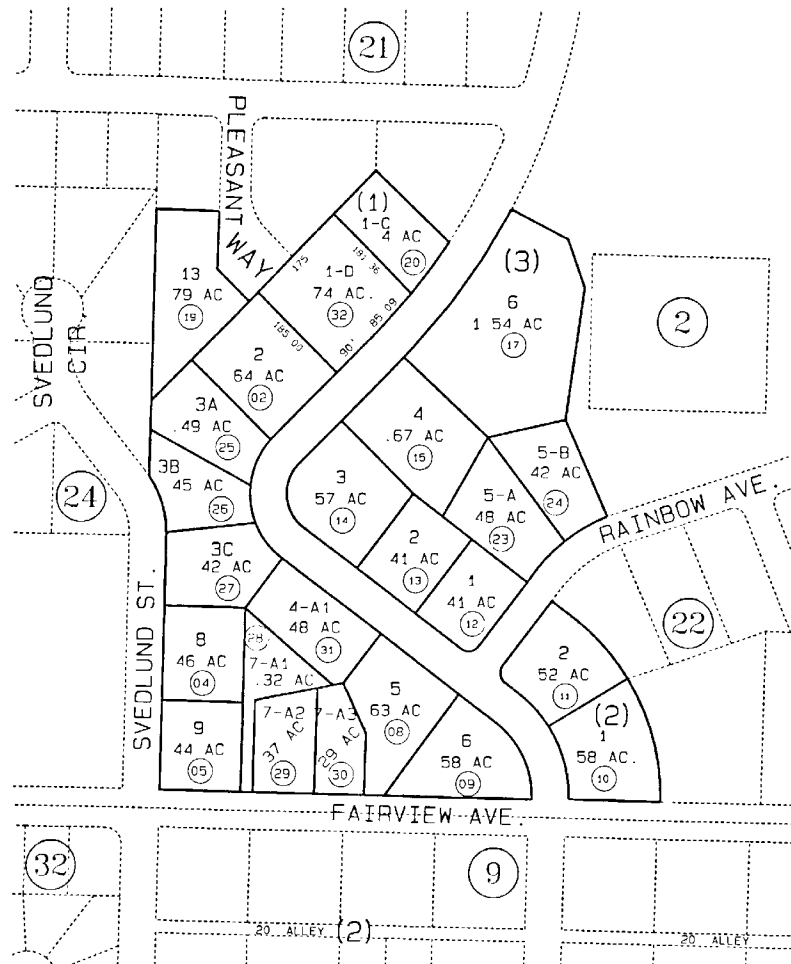 21
PLEASANT WAY
(1)
1-C
4 AC
20
175
181 36
1-D
74 AC.
32
90'
85 09
(3)
6
1 54 AC
17
13
79 AC
19
SVEDLUND CIR.
2
185 00
2
64 AC
02
3A
.49 AC
25
4
.67 AC
15
5-B
42 AC
24
3B
45 AC
26
24
3
57 AC
14
5-A
48 AC
23
RAINBOW AVE.
3C
42 AC
27
2
41 AC
13
1
41 AC
12
4-A1
48 AC
31
22
SVEDLUND ST.
8
46 AC
04
28
7-A1
.32 AC
2
52 AC
11
5
63 AC
08
7-A2
37 AC
29
7-A3
29 AC
30
(2)
1
58 AC.
10
9
44 AC
05
6
58 AC
09
FAIRVIEW AVE.
32
9
20 ALLEY
(2)
20 ALLEY